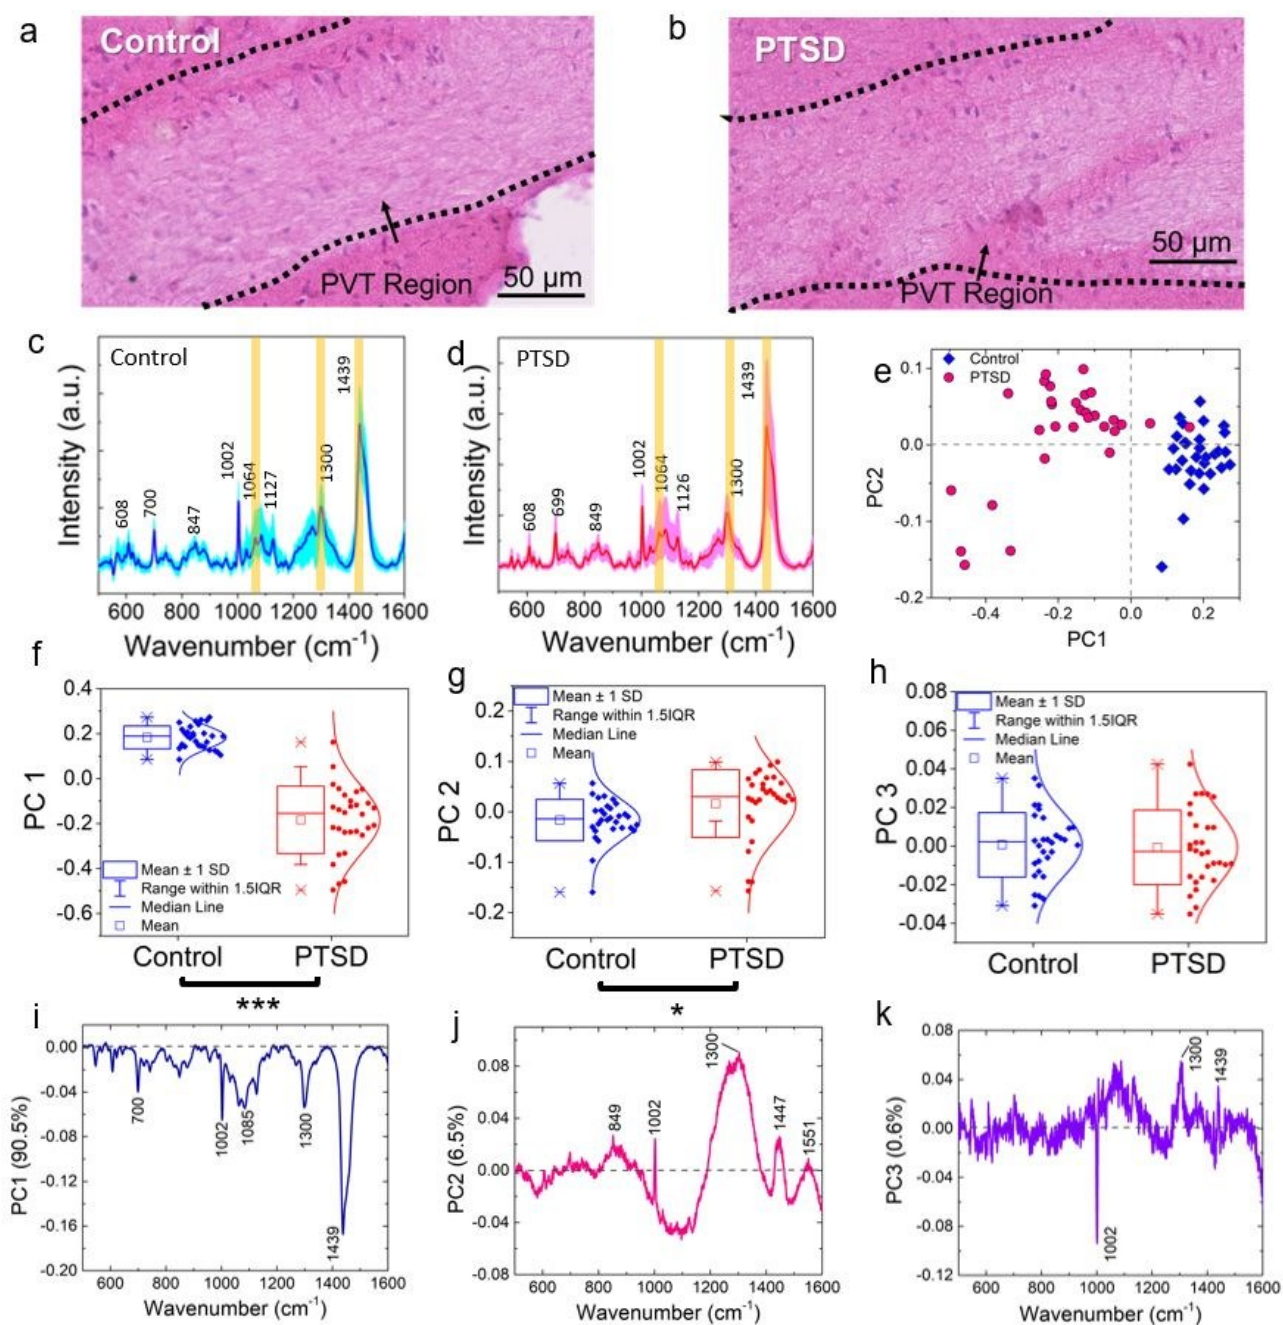 a
Control
PVT Region
50 µm
b
PTSD
PVT Region
50 µm
c
Control
Intensity (a.u.)
608
700
847
1002
1064
1127
1300
1439
600 800 1000 1200 1400 1600
Wavenumber (cm-1)
d
PTSD
Intensity (a.u.)
608
699
849
1002
1064
1126
1300
1439
600 800 1000 1200 1400 1600
Wavenumber (cm-1)
e
Control
PTSD
PC2
0.1
0.0
-0.1
-0.2
-0.4 -0.2 0.0 0.2
PC1
f
PC 1
0.4
0.2
0.0
-0.2
-0.4
-0.6
Mean ± 1 SD
Range within 1.5IQR
Median Line
Mean
Control PTSD
***
g
PC 2
0.2
0.1
0.0
-0.1
-0.2
Mean ± 1 SD
Range within 1.5IQR
Median Line
Mean
Control PTSD
*
h
PC 3
0.08
0.06
0.04
0.02
0.00
-0.02
-0.04
Mean ± 1 SD
Range within 1.5IQR
Median Line
Mean
Control PTSD
i
PC1 (90.5%)
0.00
-0.04
-0.08
-0.12
-0.16
-0.20
700
1002
1085
1300
1439
600 800 1000 1200 1400 1600
Wavenumber (cm-1)
j
PC2 (6.5%)
0.08
0.04
0.00
-0.04
-0.08
849
1002
1300
1447
1551
600 800 1000 1200 1400 1600
Wavenumber (cm-1)
k
PC3 (0.6%)
0.08
0.04
0.00
-0.04
-0.08
-0.12
1002
1300
1439
600 800 1000 1200 1400 1600
Wavenumber (cm-1)